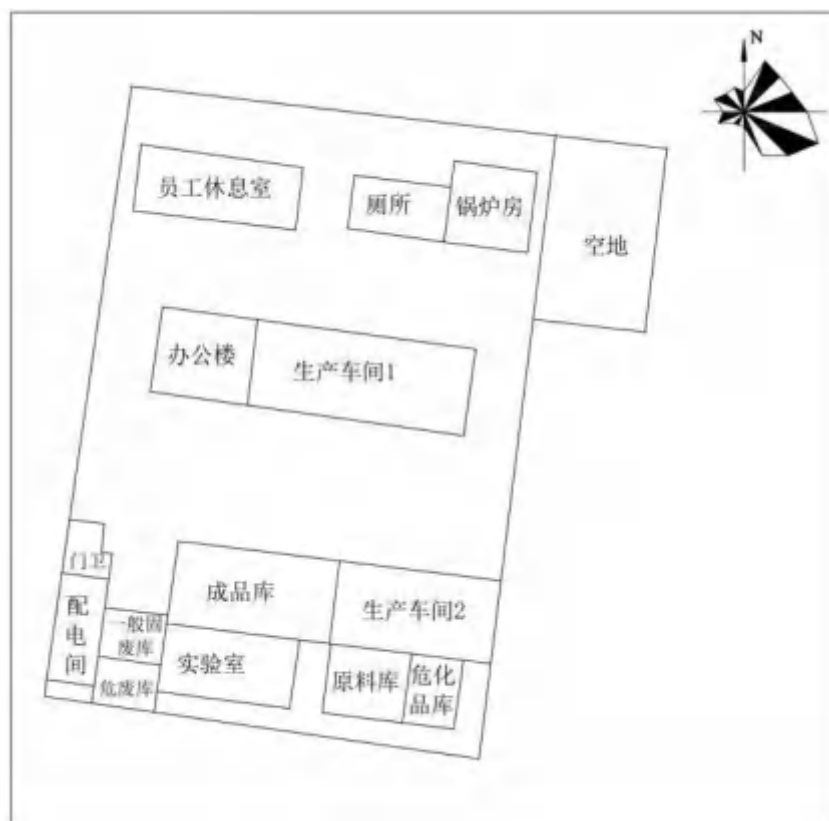 N
员工休息室
厕所
锅炉房
空地
办公楼
生产车间1
门卫
配
电
间
一般固
废库
危废库
成品库
生产车间2
实验室
原料库
危化
品库